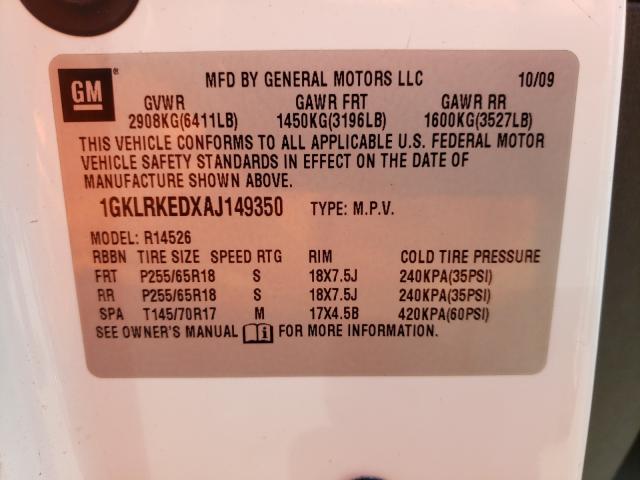 GM ® MFD BY GENERAL MOTORS LLC 10/09
GVWR GAWR FRT GAWR RR
2908KG(6411LB) 1450KG(3196LB) 1600KG(3527LB)
THIS VEHICLE CONFORMS TO ALL APPLICABLE U.S. FEDERAL MOTOR
VEHICLE SAFETY STANDARDS IN EFFECT ON THE DATE OF
MANUFACTURE SHOWN ABOVE.
1GKLRKEDXAJ149350 TYPE: M.P.V.
MODEL: R14526
RBBN TIRE SIZE SPEED RTG RIM COLD TIRE PRESSURE
FRT P255/65R18 S 18X7.5J 240KPA(35PSI)
RR P255/65R18 S 18X7.5J 240KPA(35PSI)
SPA T145/70R17 M 17X4.5B 420KPA(60PSI)
SEE OWNER'S MANUAL FOR MORE INFORMATION.